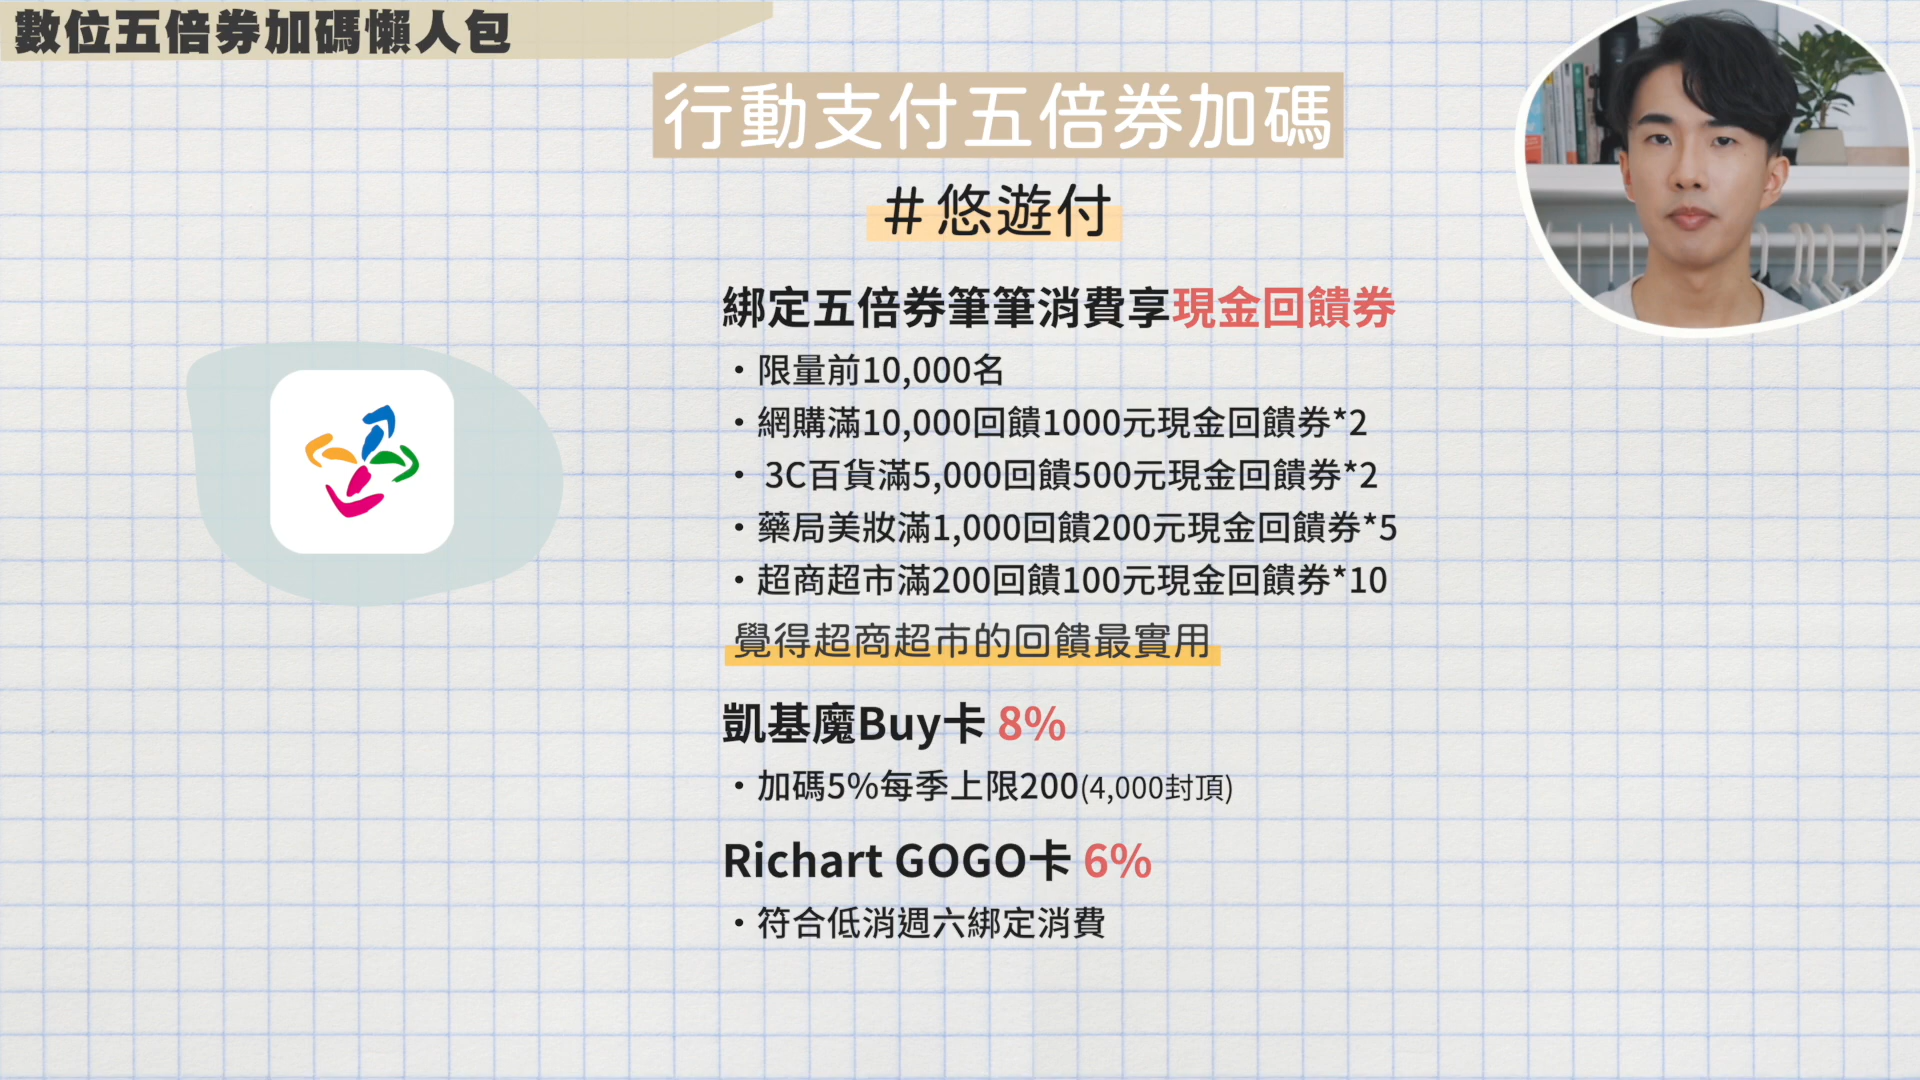 數位五倍券加碼懶人包
行動支付五倍券加碼
#悠遊付
綁定五倍券筆筆消費享現金回饋券
・限量前10,000名
・網購滿10,000回饋1000元現金回饋券*2
・ 3C百貨滿5,000回饋500元現金回饋券*2
・藥局美妝滿1,000回饋200元現金回饋券*5
・超商超市滿200回饋100元現金回饋券*10
覺得超商超市的回饋最實用
凱基魔Buy卡 8%
・加碼5%每季上限200(4,000封頂)
Richart GOGO卡 6%
・符合低消週六綁定消費